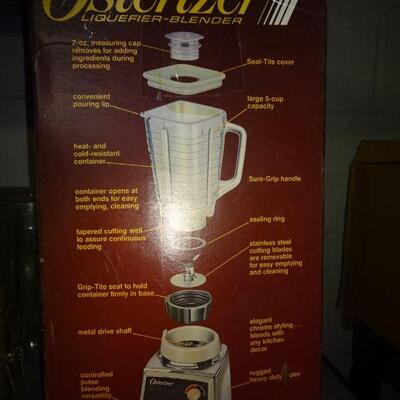 Osterizer
LIQUEFIER-BLENDER
2-oz. measuring cap
removes for adding
ingredients during
processing
Seal-Tite cover
convenient
pouring lip
large 5-cup
capacity
heat- and
cold-resistant
container
Sure-Grip handle
container opens at
both ends for easy
emptying, cleaning
sealing ring
tapered cutting well
to assure continuous
feeding
stainless steel
cutting blades
are removable
for easy emptying
and cleaning
Grip-Tite seat to hold
container firmly in base
elegant
chrome styling...
blends with
any kitchen
decor
metal drive shaft
controlled
pulse
blending
versatility
Osterizer
rugged
heavy-duty